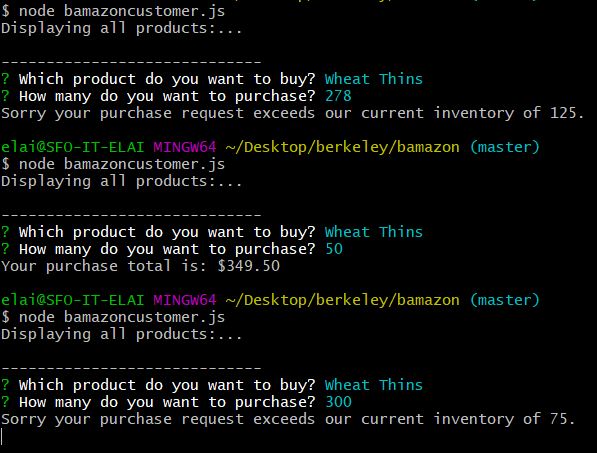 $ node bamazoncustomer.js
Displaying all products:...
-----------------------------
? Which product do you want to buy? Wheat Thins
? How many do you want to purchase? 278
Sorry your purchase request exceeds our current inventory of 125.
elai@SFO-IT-ELAI MINGW64 ~/Desktop/berkeley/bamazon (master)
$ node bamazoncustomer.js
Displaying all products:...
-----------------------------
? Which product do you want to buy? Wheat Thins
? How many do you want to purchase? 50
Your purchase total is: $349.50
elai@SFO-IT-ELAI MINGW64 ~/Desktop/berkeley/bamazon (master)
$ node bamazoncustomer.js
Displaying all products:...
-----------------------------
? Which product do you want to buy? Wheat Thins
? How many do you want to purchase? 300
Sorry your purchase request exceeds our current inventory of 75.